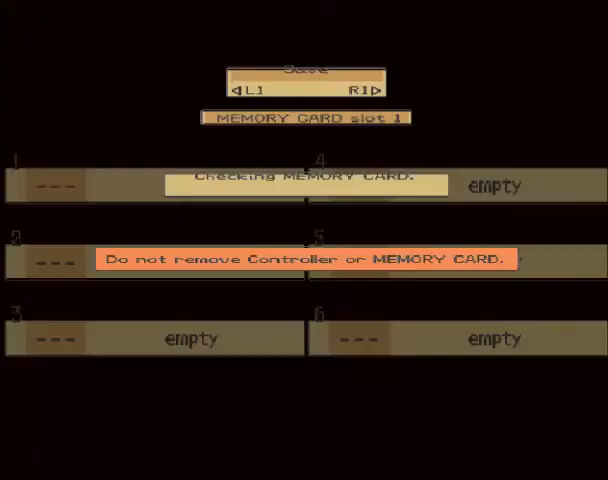 Save
◁L1 R1▷
MEMORY CARD slot 1
1 4
--- Checking MEMORY CARD. empty
2 5
--- Do not remove Controller or MEMORY CARD.
3 6
--- empty --- empty